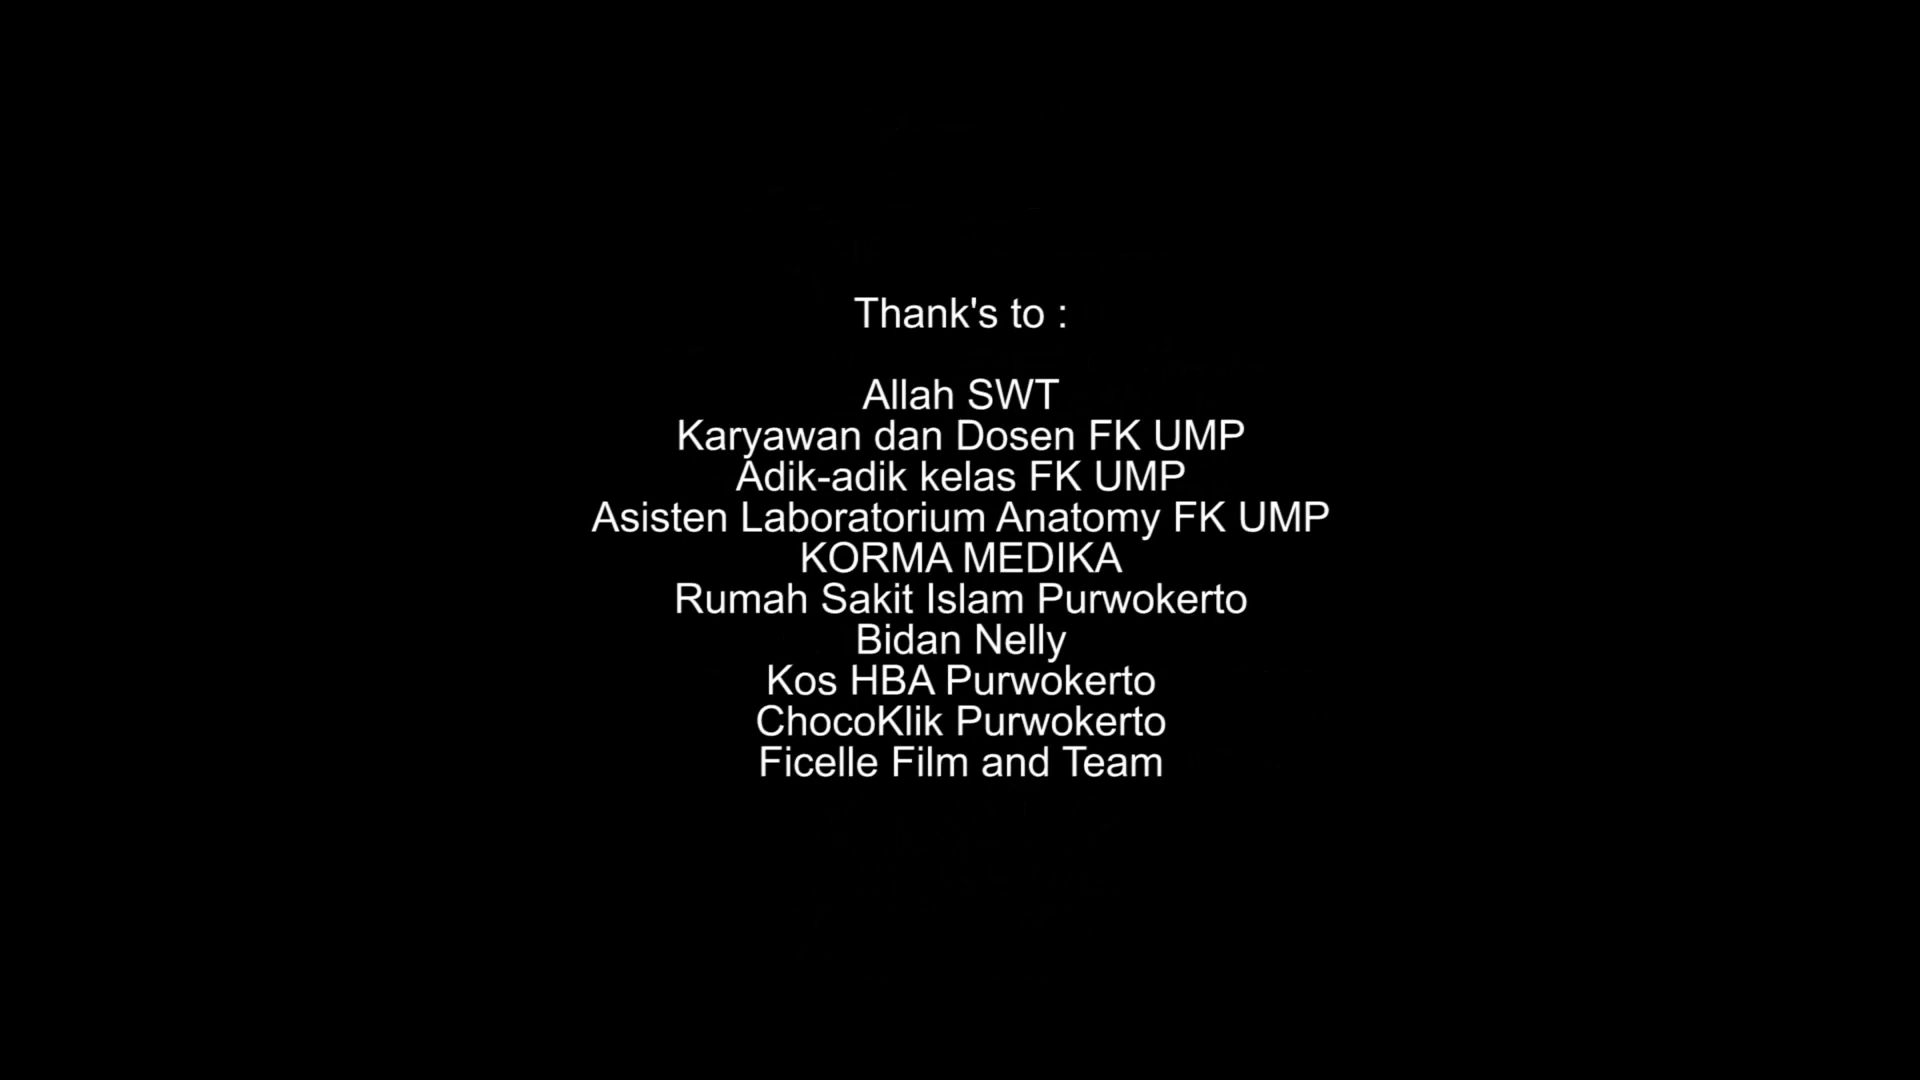 Thank's to :
Allah SWT
Karyawan dan Dosen FK UMP
Adik-adik kelas FK UMP
Asisten Laboratorium Anatomy FK UMP
KORMA MEDIKA
Rumah Sakit Islam Purwokerto
Bidan Nelly
Kos HBA Purwokerto
ChocoKlik Purwokerto
Ficelle Film and Team